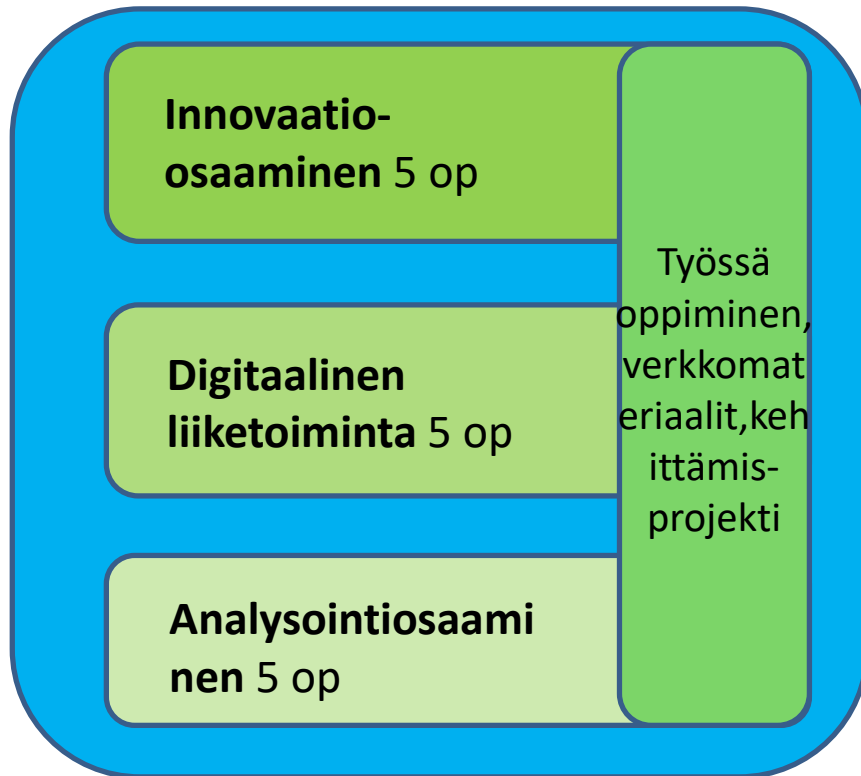 Innovaatio-
osaaminen 5 op
Digitaalinen
liiketoiminta 5 op
Analysointiosaami
nen 5 op
Työssä
oppiminen,
verkkomat
eriaalit,keh
ittämis-
projekti